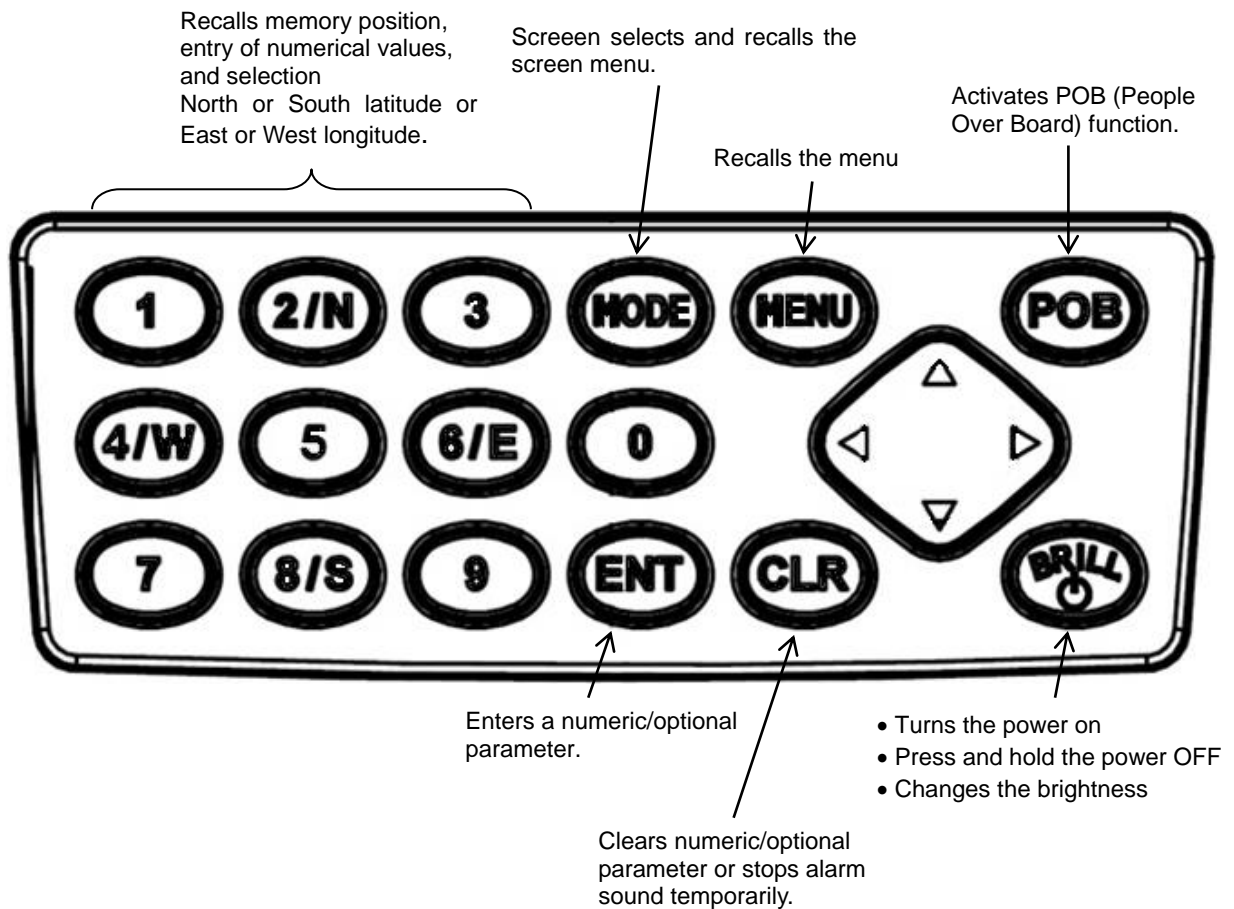 Recalls memory position,
entry of numerical values,
and selection
North or South latitude or
East or West longitude.
Screeen selects and recalls the
screen menu.
Recalls the menu
Activates POB (People
Over Board) function.
1 2/N 3 MODE MENU POB
4/W 5 6/E 0
7 8/S 9 ENT CLR BRILL
Enters a numeric/optional
parameter.
Clears numeric/optional
parameter or stops alarm
sound temporarily.
• Turns the power on
• Press and hold the power OFF
• Changes the brightness